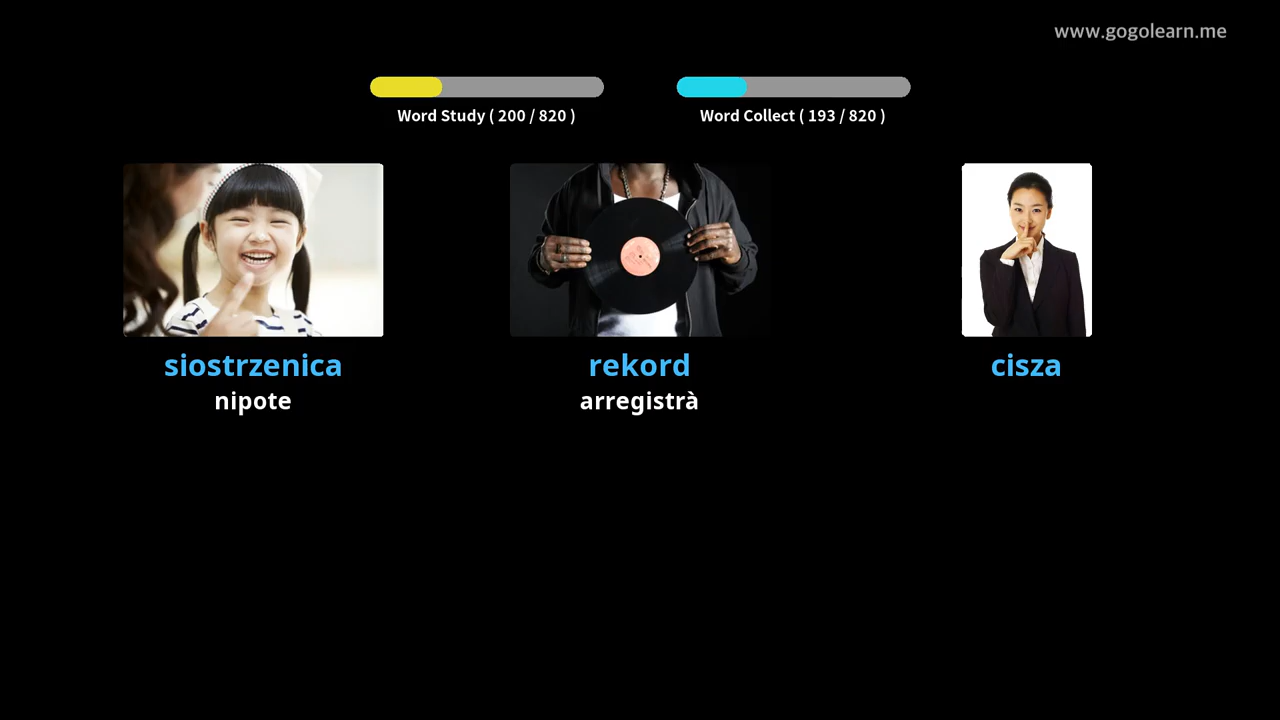 www.gogolearn.me
Word Study ( 200 / 820 )
Word Collect ( 193 / 820 )
siostrzenica
nipote
rekord
arregistrà
cisza